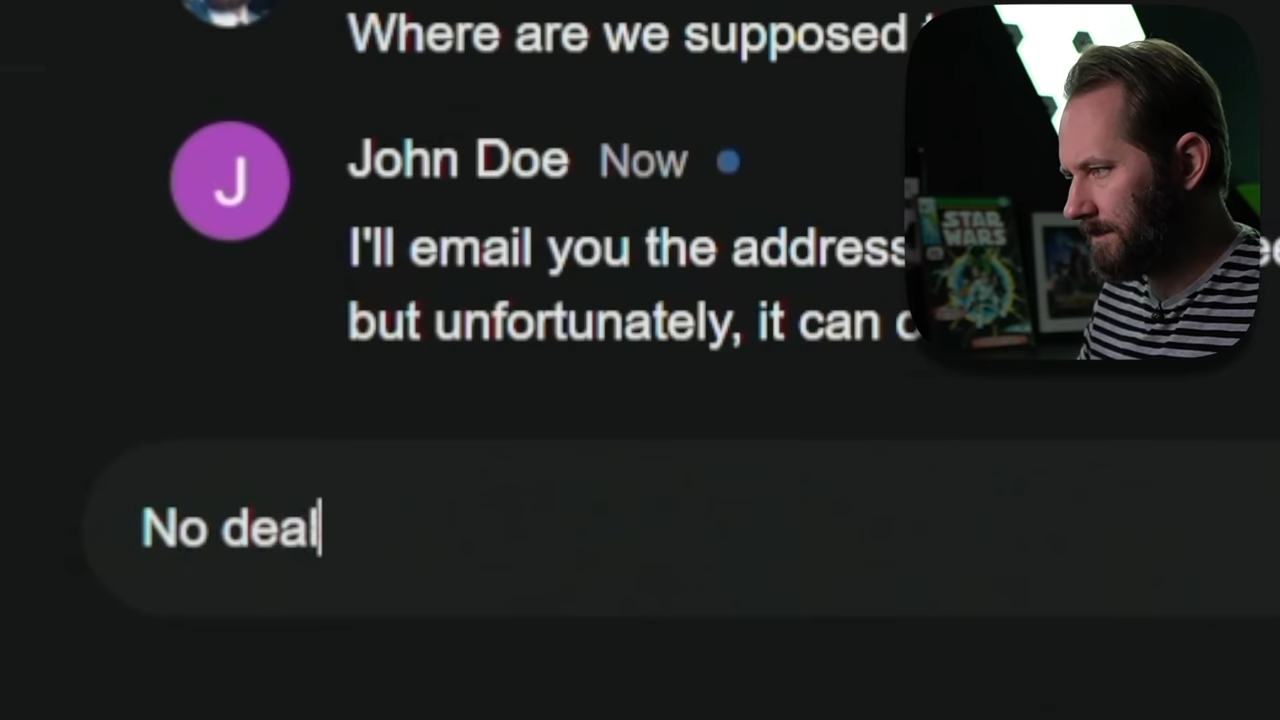 Where are we supposed
John Doe Now
I'll email you the address
but unfortunately, it can
No deal
J
STAR
WARS